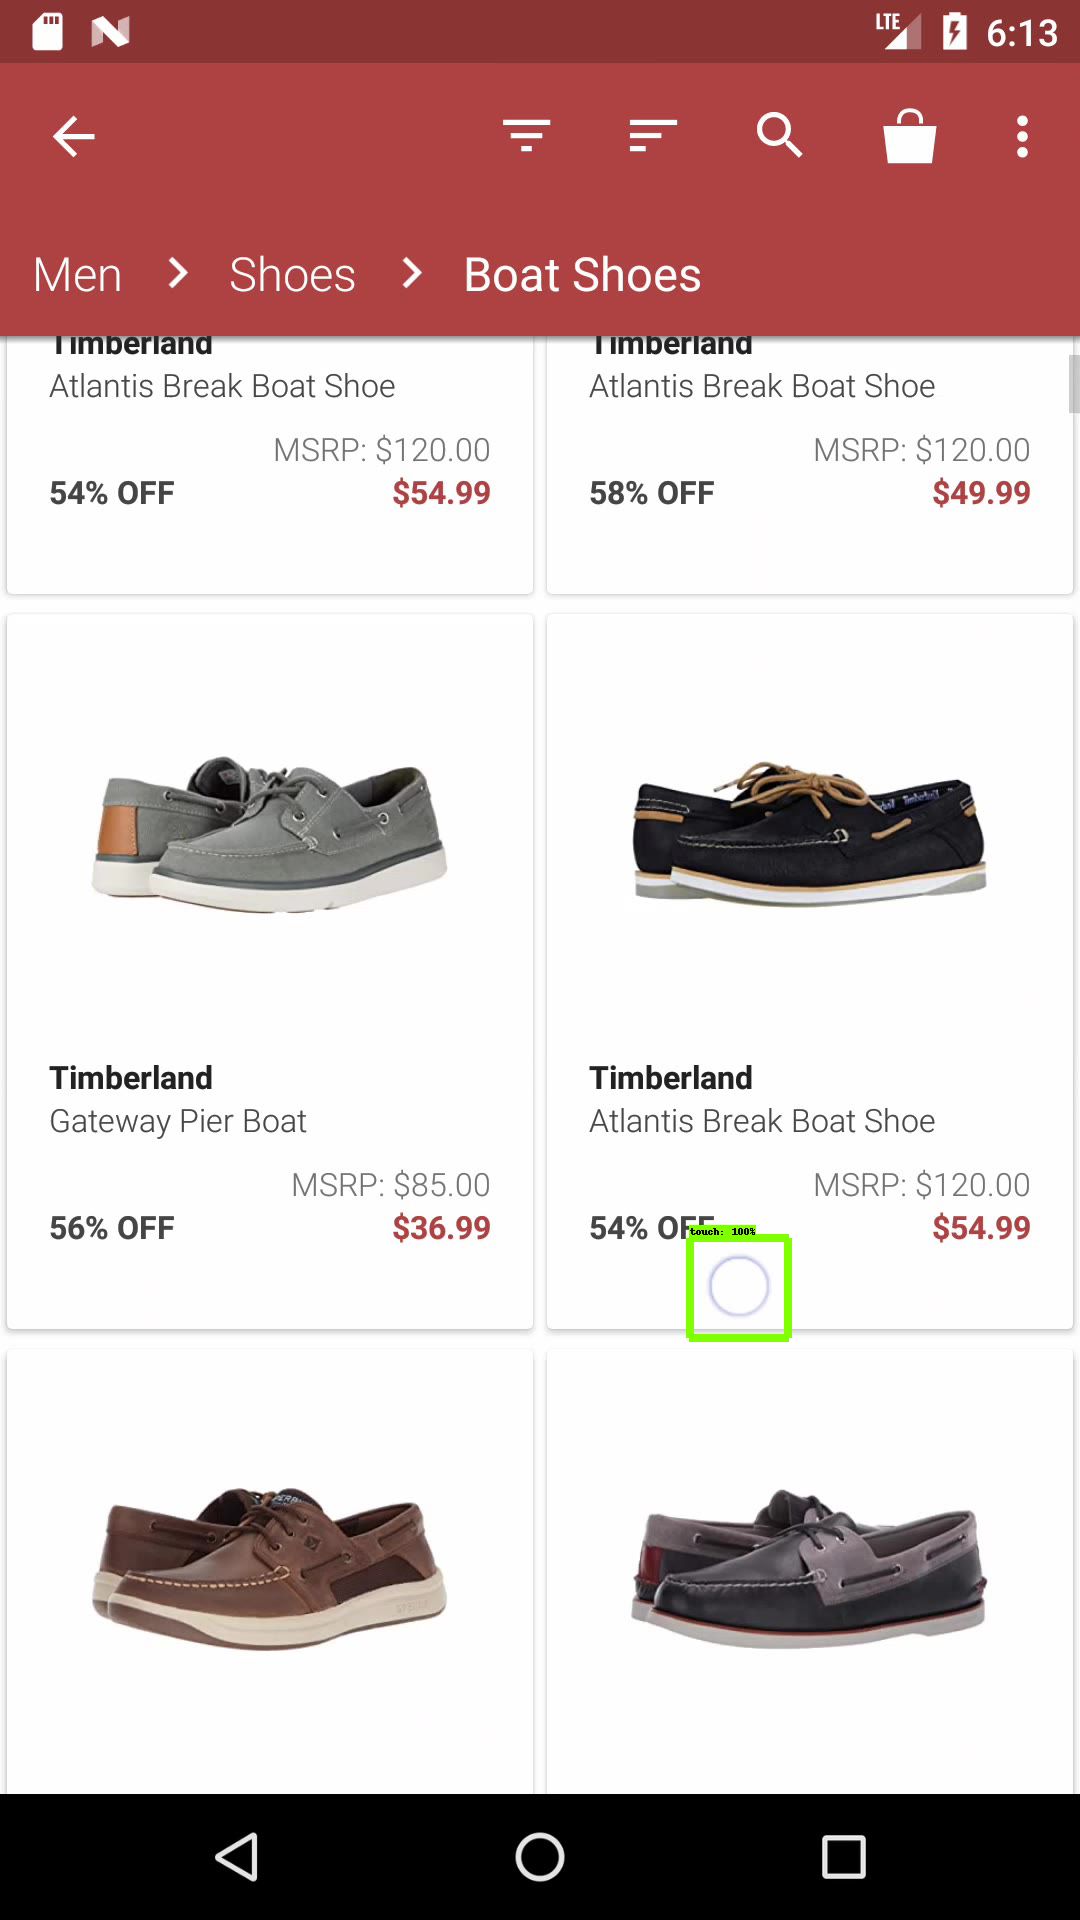 LTE 6:13
Men > Shoes > Boat Shoes
Timberland
Atlantis Break Boat Shoe
MSRP: $120.00
54% OFF $54.99
Timberland
Atlantis Break Boat Shoe
MSRP: $120.00
58% OFF $49.99
Timberland
Gateway Pier Boat
MSRP: $85.00
56% OFF $36.99
Timberland
Timberland
Atlantis Break Boat Shoe
MSRP: $120.00
54% OFF $54.99
touch: 100%